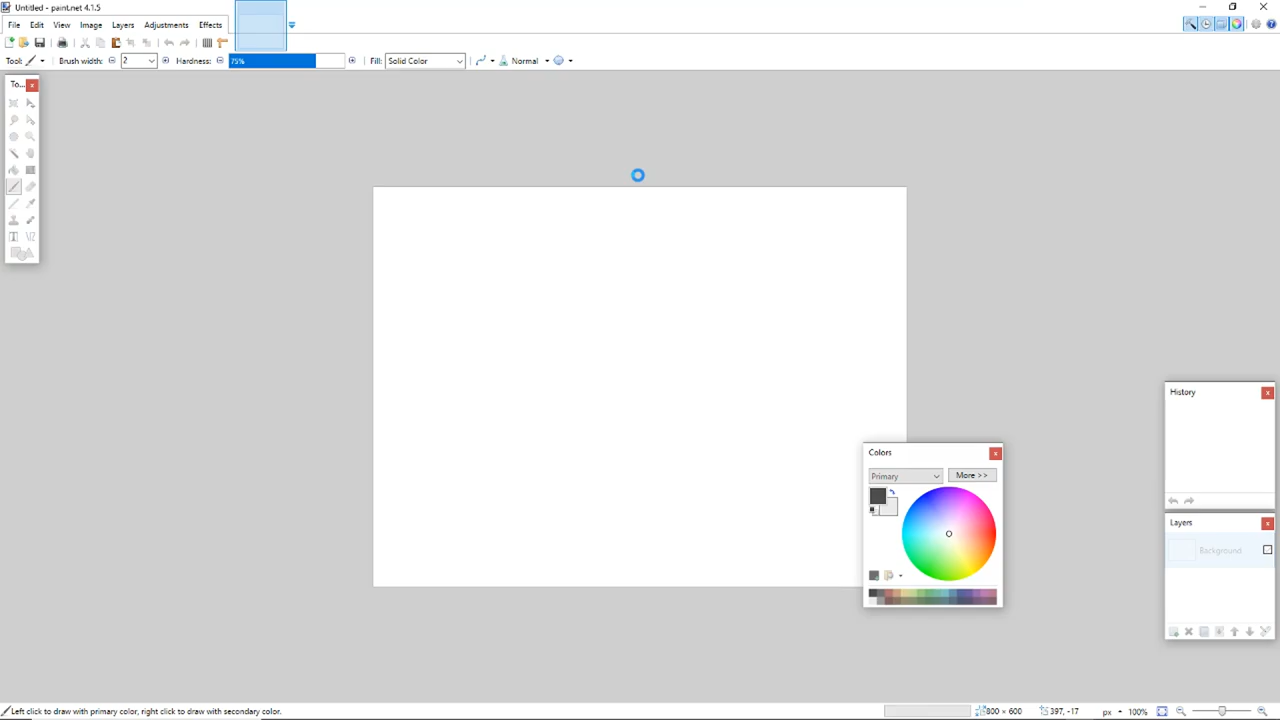 Untitled - paint.net 4.1.5
File Edit View Image Layers Adjustments Effects
Tool: Brush width: 2 Hardness: 75% Fill: Solid Color Normal
To...
History
Colors
Primary More >>
Layers
Background
Left click to draw with primary color, right click to draw with secondary color. 800 × 600 397, -17 px 100%